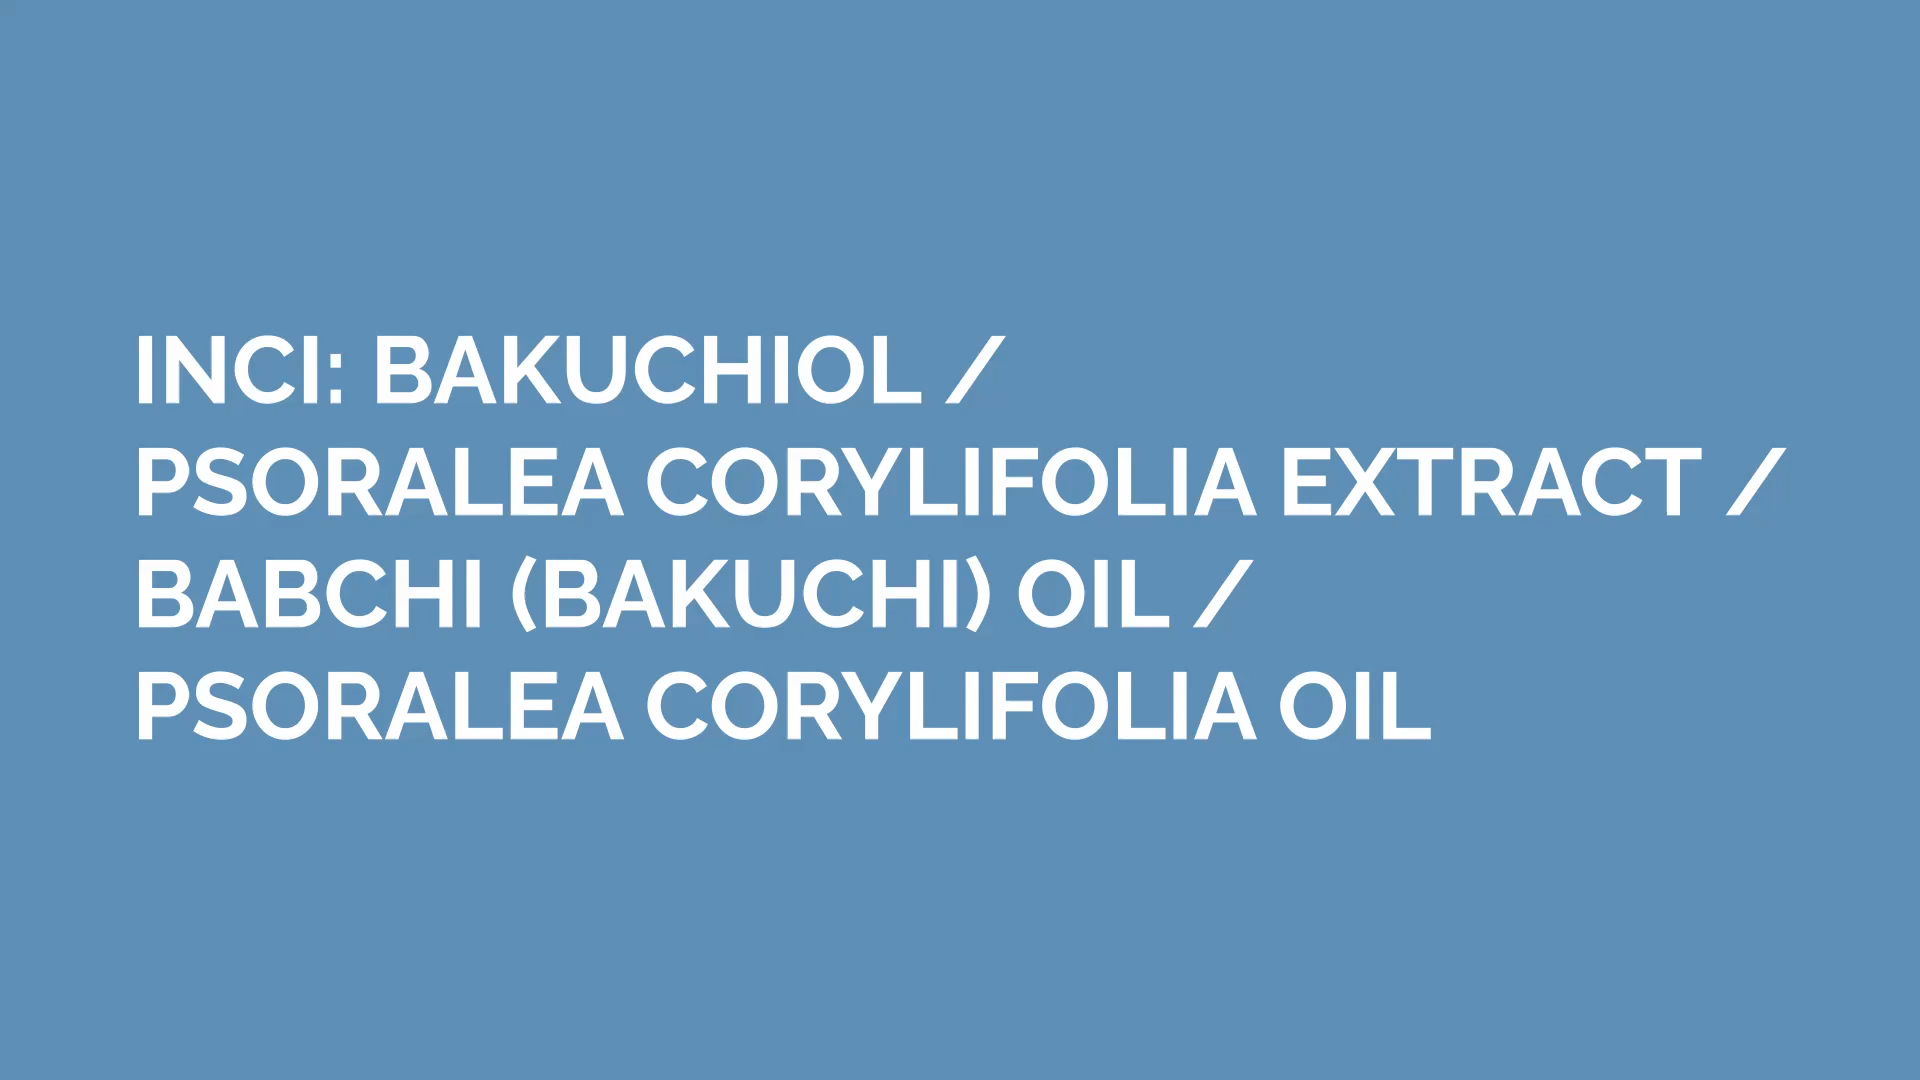 INCI: BAKUCHIOL /
PSORALEA CORYLIFOLIA EXTRACT /
BABCHI (BAKUCHI) OIL /
PSORALEA CORYLIFOLIA OIL